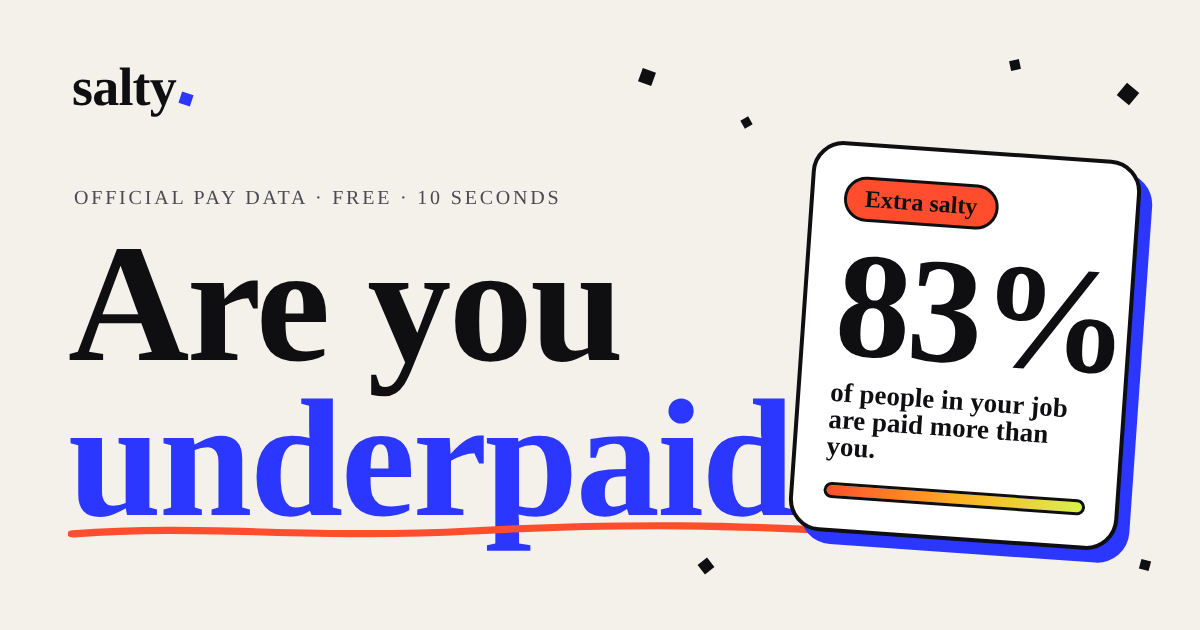 salty.
OFFICIAL PAY DATA · FREE · 10 SECONDS
Are you
underpaid
Extra salty
83%
of people in your job
are paid more than
you.